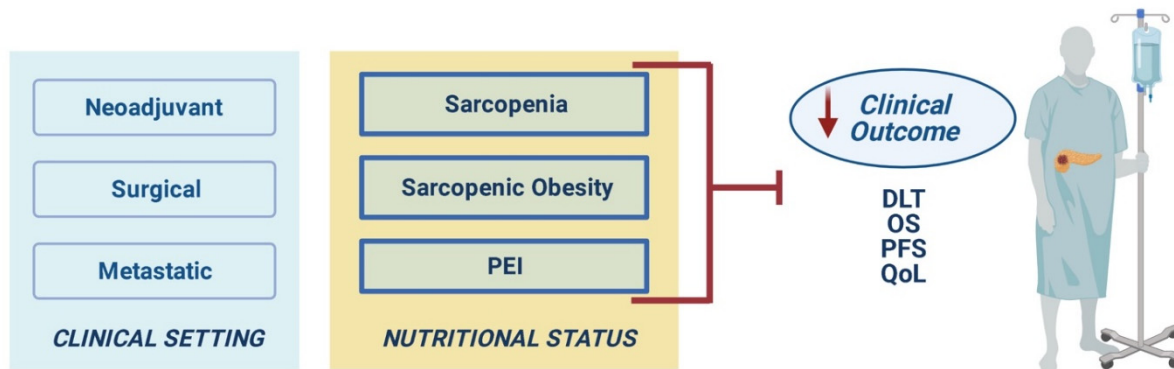 Neoadjuvant
Surgical
Metastatic
CLINICAL SETTING
Sarcopenia
Sarcopenic Obesity
PEI
NUTRITIONAL STATUS
Clinical
Outcome
DLT
OS
PFS
QoL